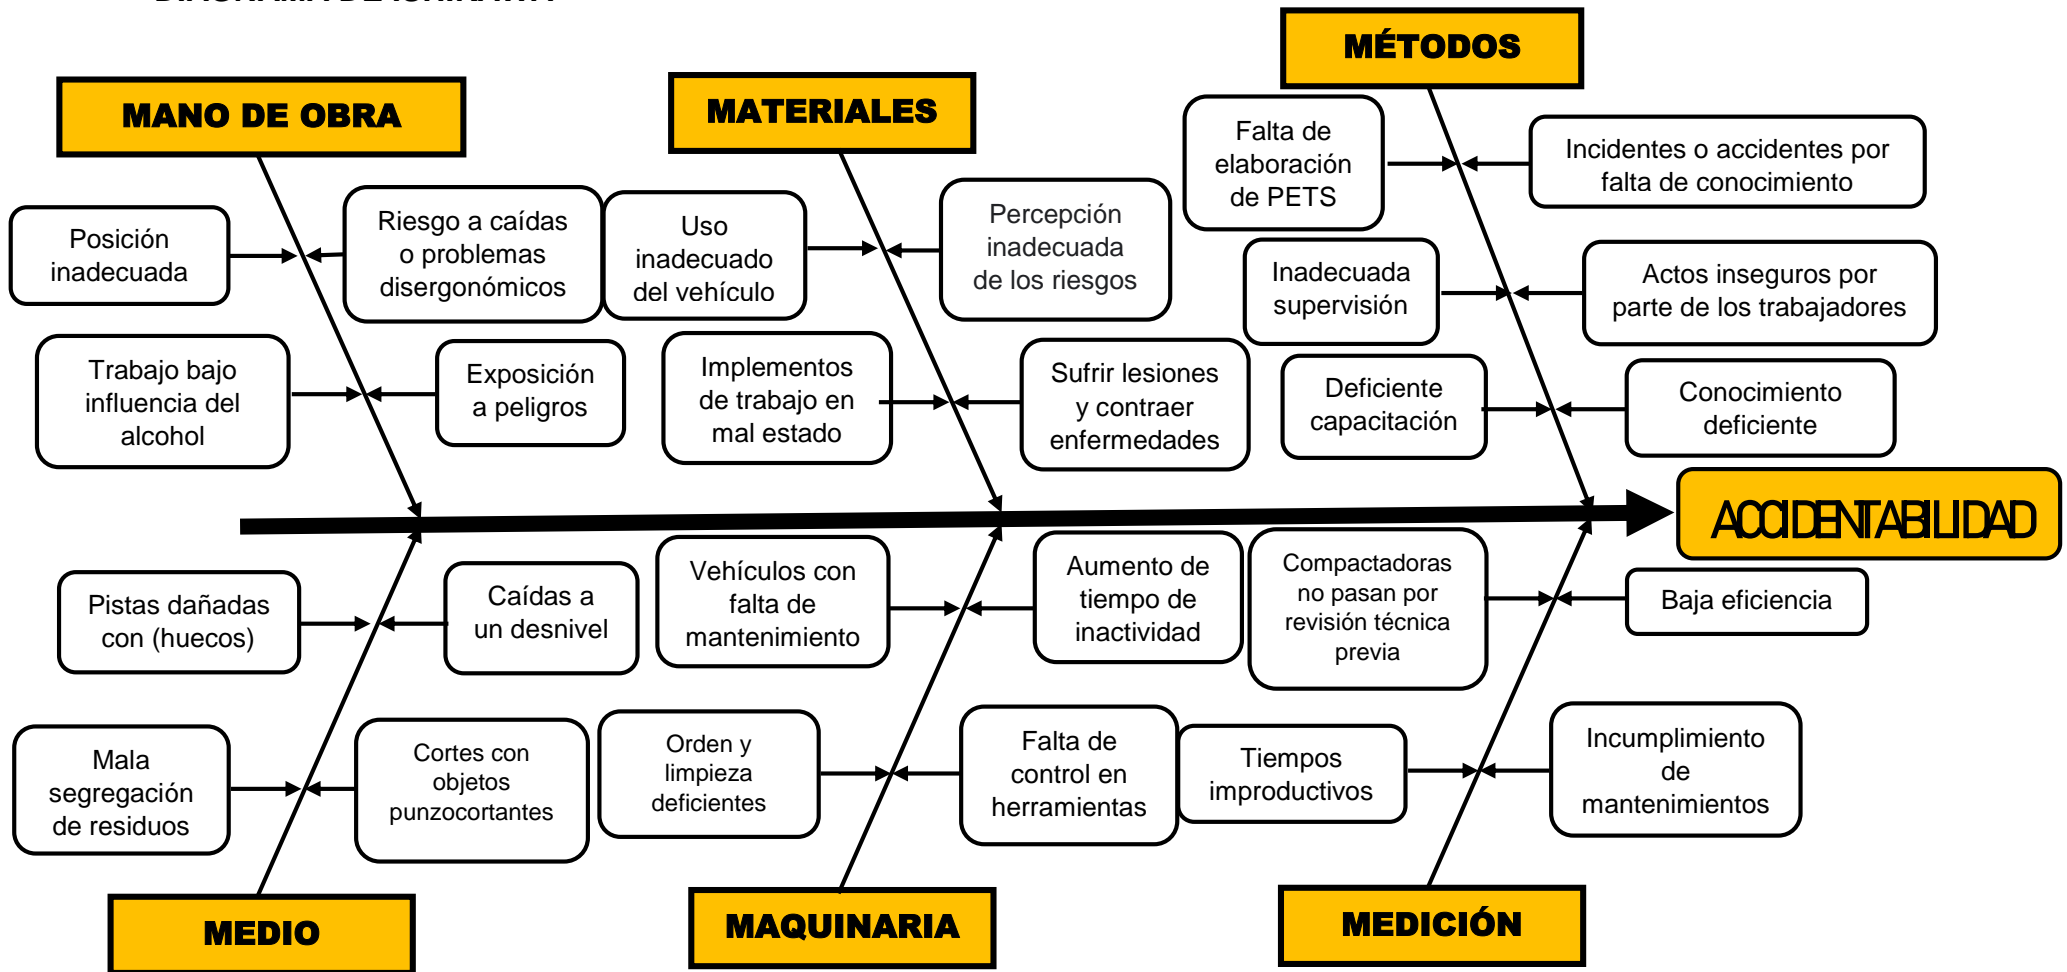 MÉTODOS
MANO DE OBRA
MATERIALES
Falta de
elaboración
de PETS
Incidentes o accidentes por
falta de conocimiento
Posición
inadecuada
Riesgo a caídas
o problemas
disergonómicos
Uso
inadecuado
del vehículo
Percepción
inadecuada
de los riesgos
Inadecuada
supervisión
Actos inseguros por
parte de los trabajadores
Trabajo bajo
influencia del
alcohol
Exposición
a peligros
Implementos
de trabajo en
mal estado
Sufrir lesiones
y contraer
enfermedades
Deficiente
capacitación
Conocimiento
deficiente
ACCIDENTABILIDAD
Pistas dañadas
con (huecos)
Caídas a
un desnivel
Vehículos con
falta de
mantenimiento
Aumento de
tiempo de
inactividad
Compactadoras
no pasan por
revisión técnica
previa
Baja eficiencia
Mala
segregación
de residuos
Cortes con
objetos
punzocortantes
Orden y
limpieza
deficientes
Falta de
control en
herramientas
Tiempos
improductivos
Incumplimiento
de
mantenimientos
MEDIO
MAQUINARIA
MEDICIÓN